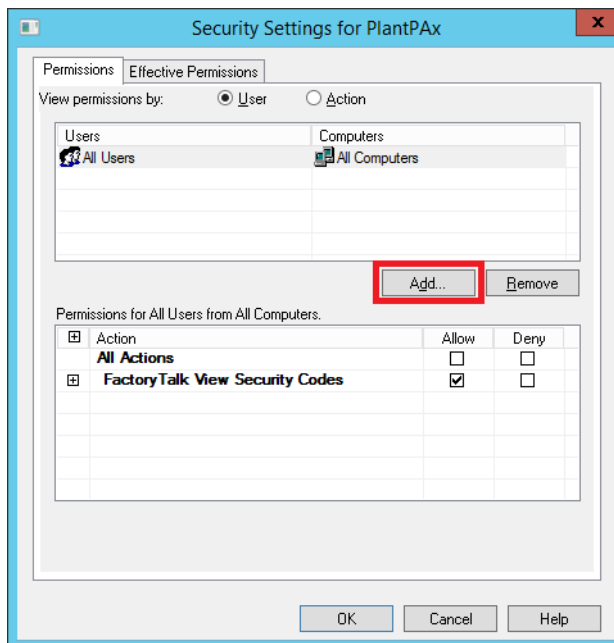 Security Settings for PlantPAx
x
Permissions Effective Permissions
View permissions by: User Action
Users Computers
All Users All Computers
Add... Remove
Permissions for All Users from All Computers.
Action Allow Deny
All Actions
FactoryTalk View Security Codes
OK Cancel Help